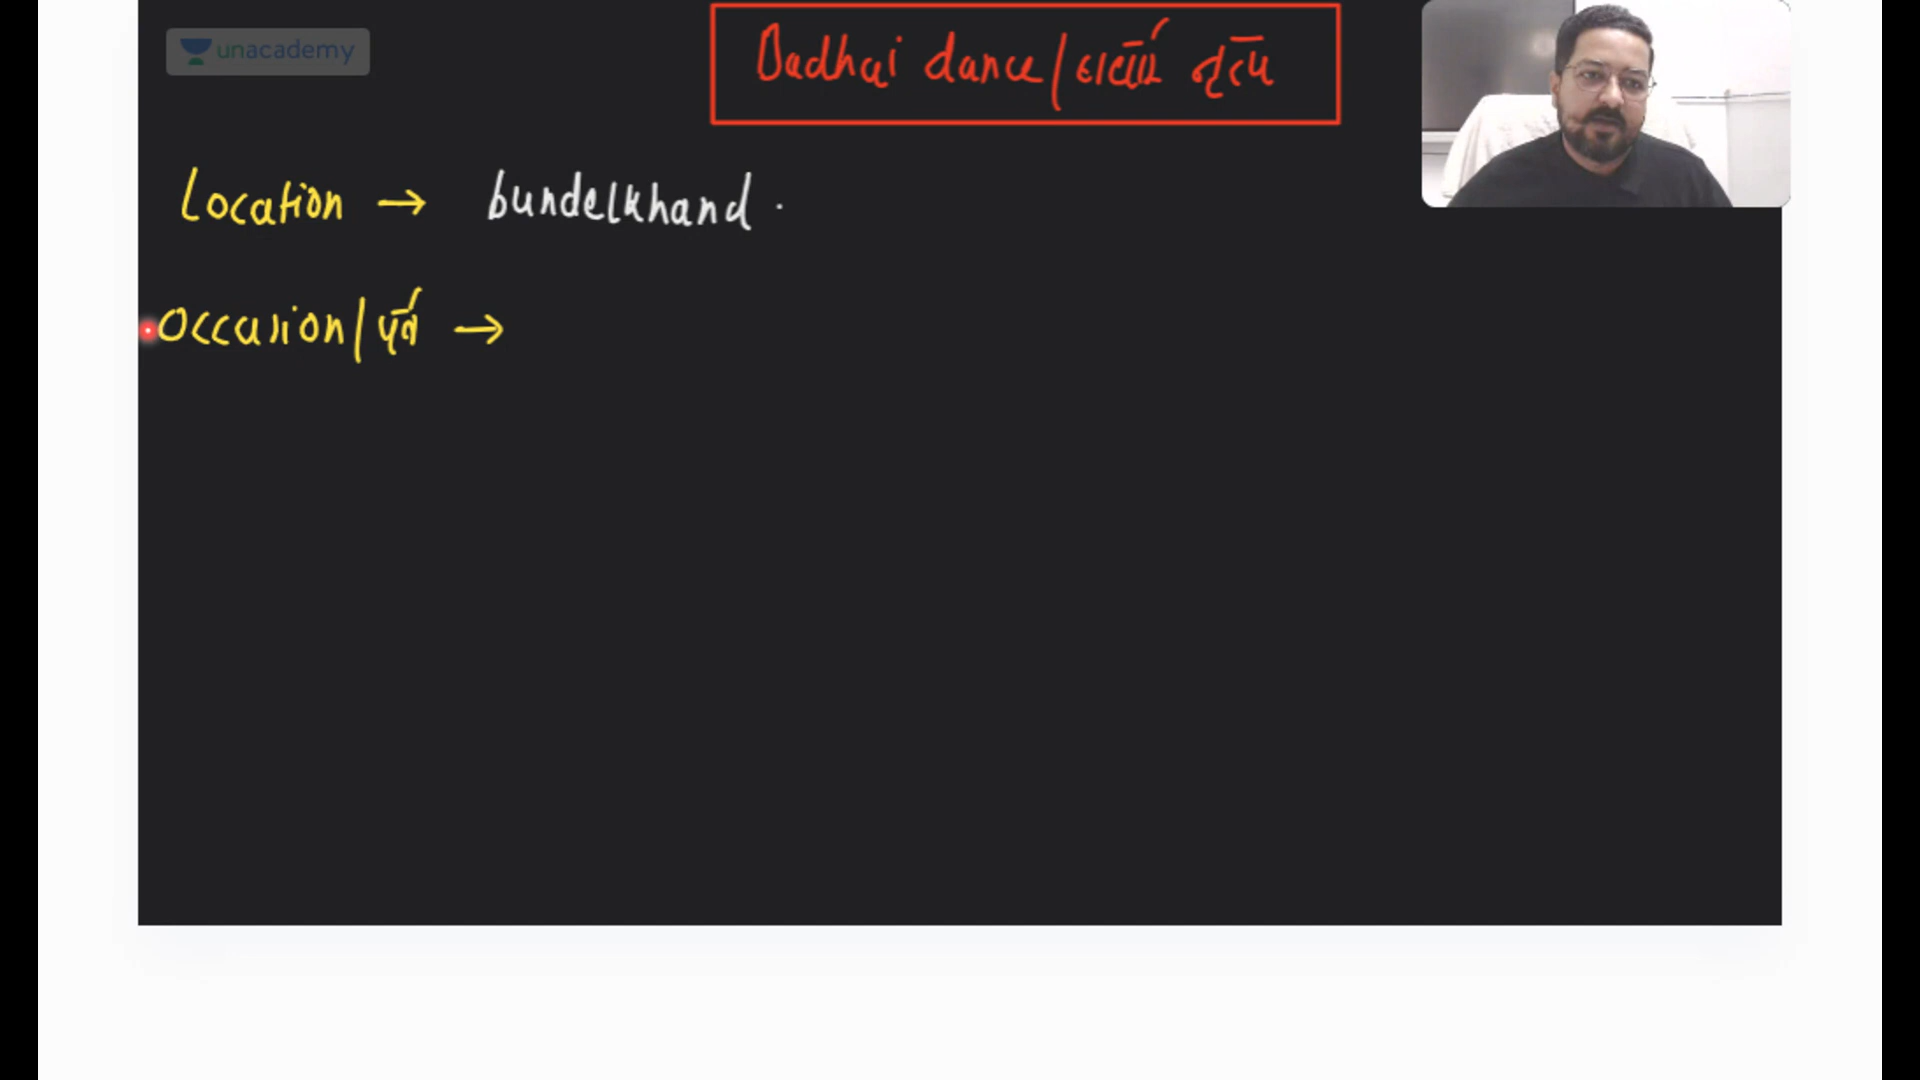 unacademy
Badhai dance/बधाई नृत्य
Location → bundelkhand .
Occasion/पर्व →